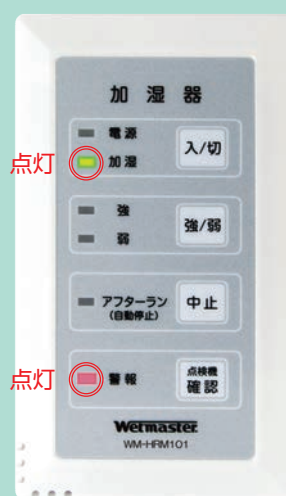 加湿器
電源
加湿
入/切
点灯
強
弱
強/弱
アフターラン
(自動停止)
中止
点灯
警報
点検機
確認
Wetmaster
WM-HRM101